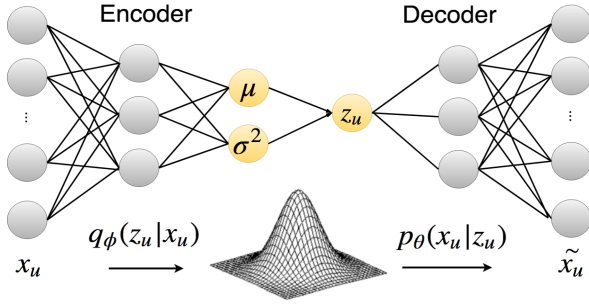 Encoder
Decoder
μ
σ²
z_u
...
...
q_ϕ(z_u|x_u)
p_θ(x_u|z_u)
x_u
x̃_u